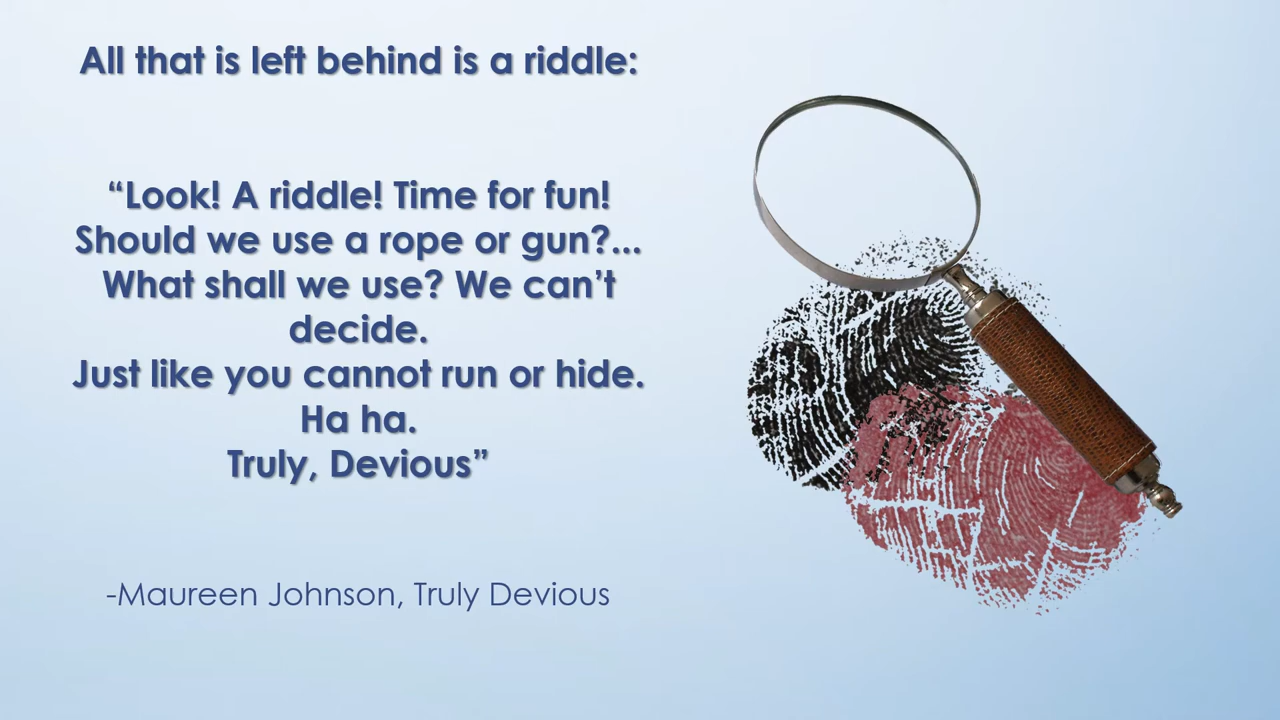 All that is left behind is a riddle:
“Look! A riddle! Time for fun!
Should we use a rope or gun?...
What shall we use? We can’t
decide.
Just like you cannot run or hide.
Ha ha.
Truly, Devious”
-Maureen Johnson, Truly Devious